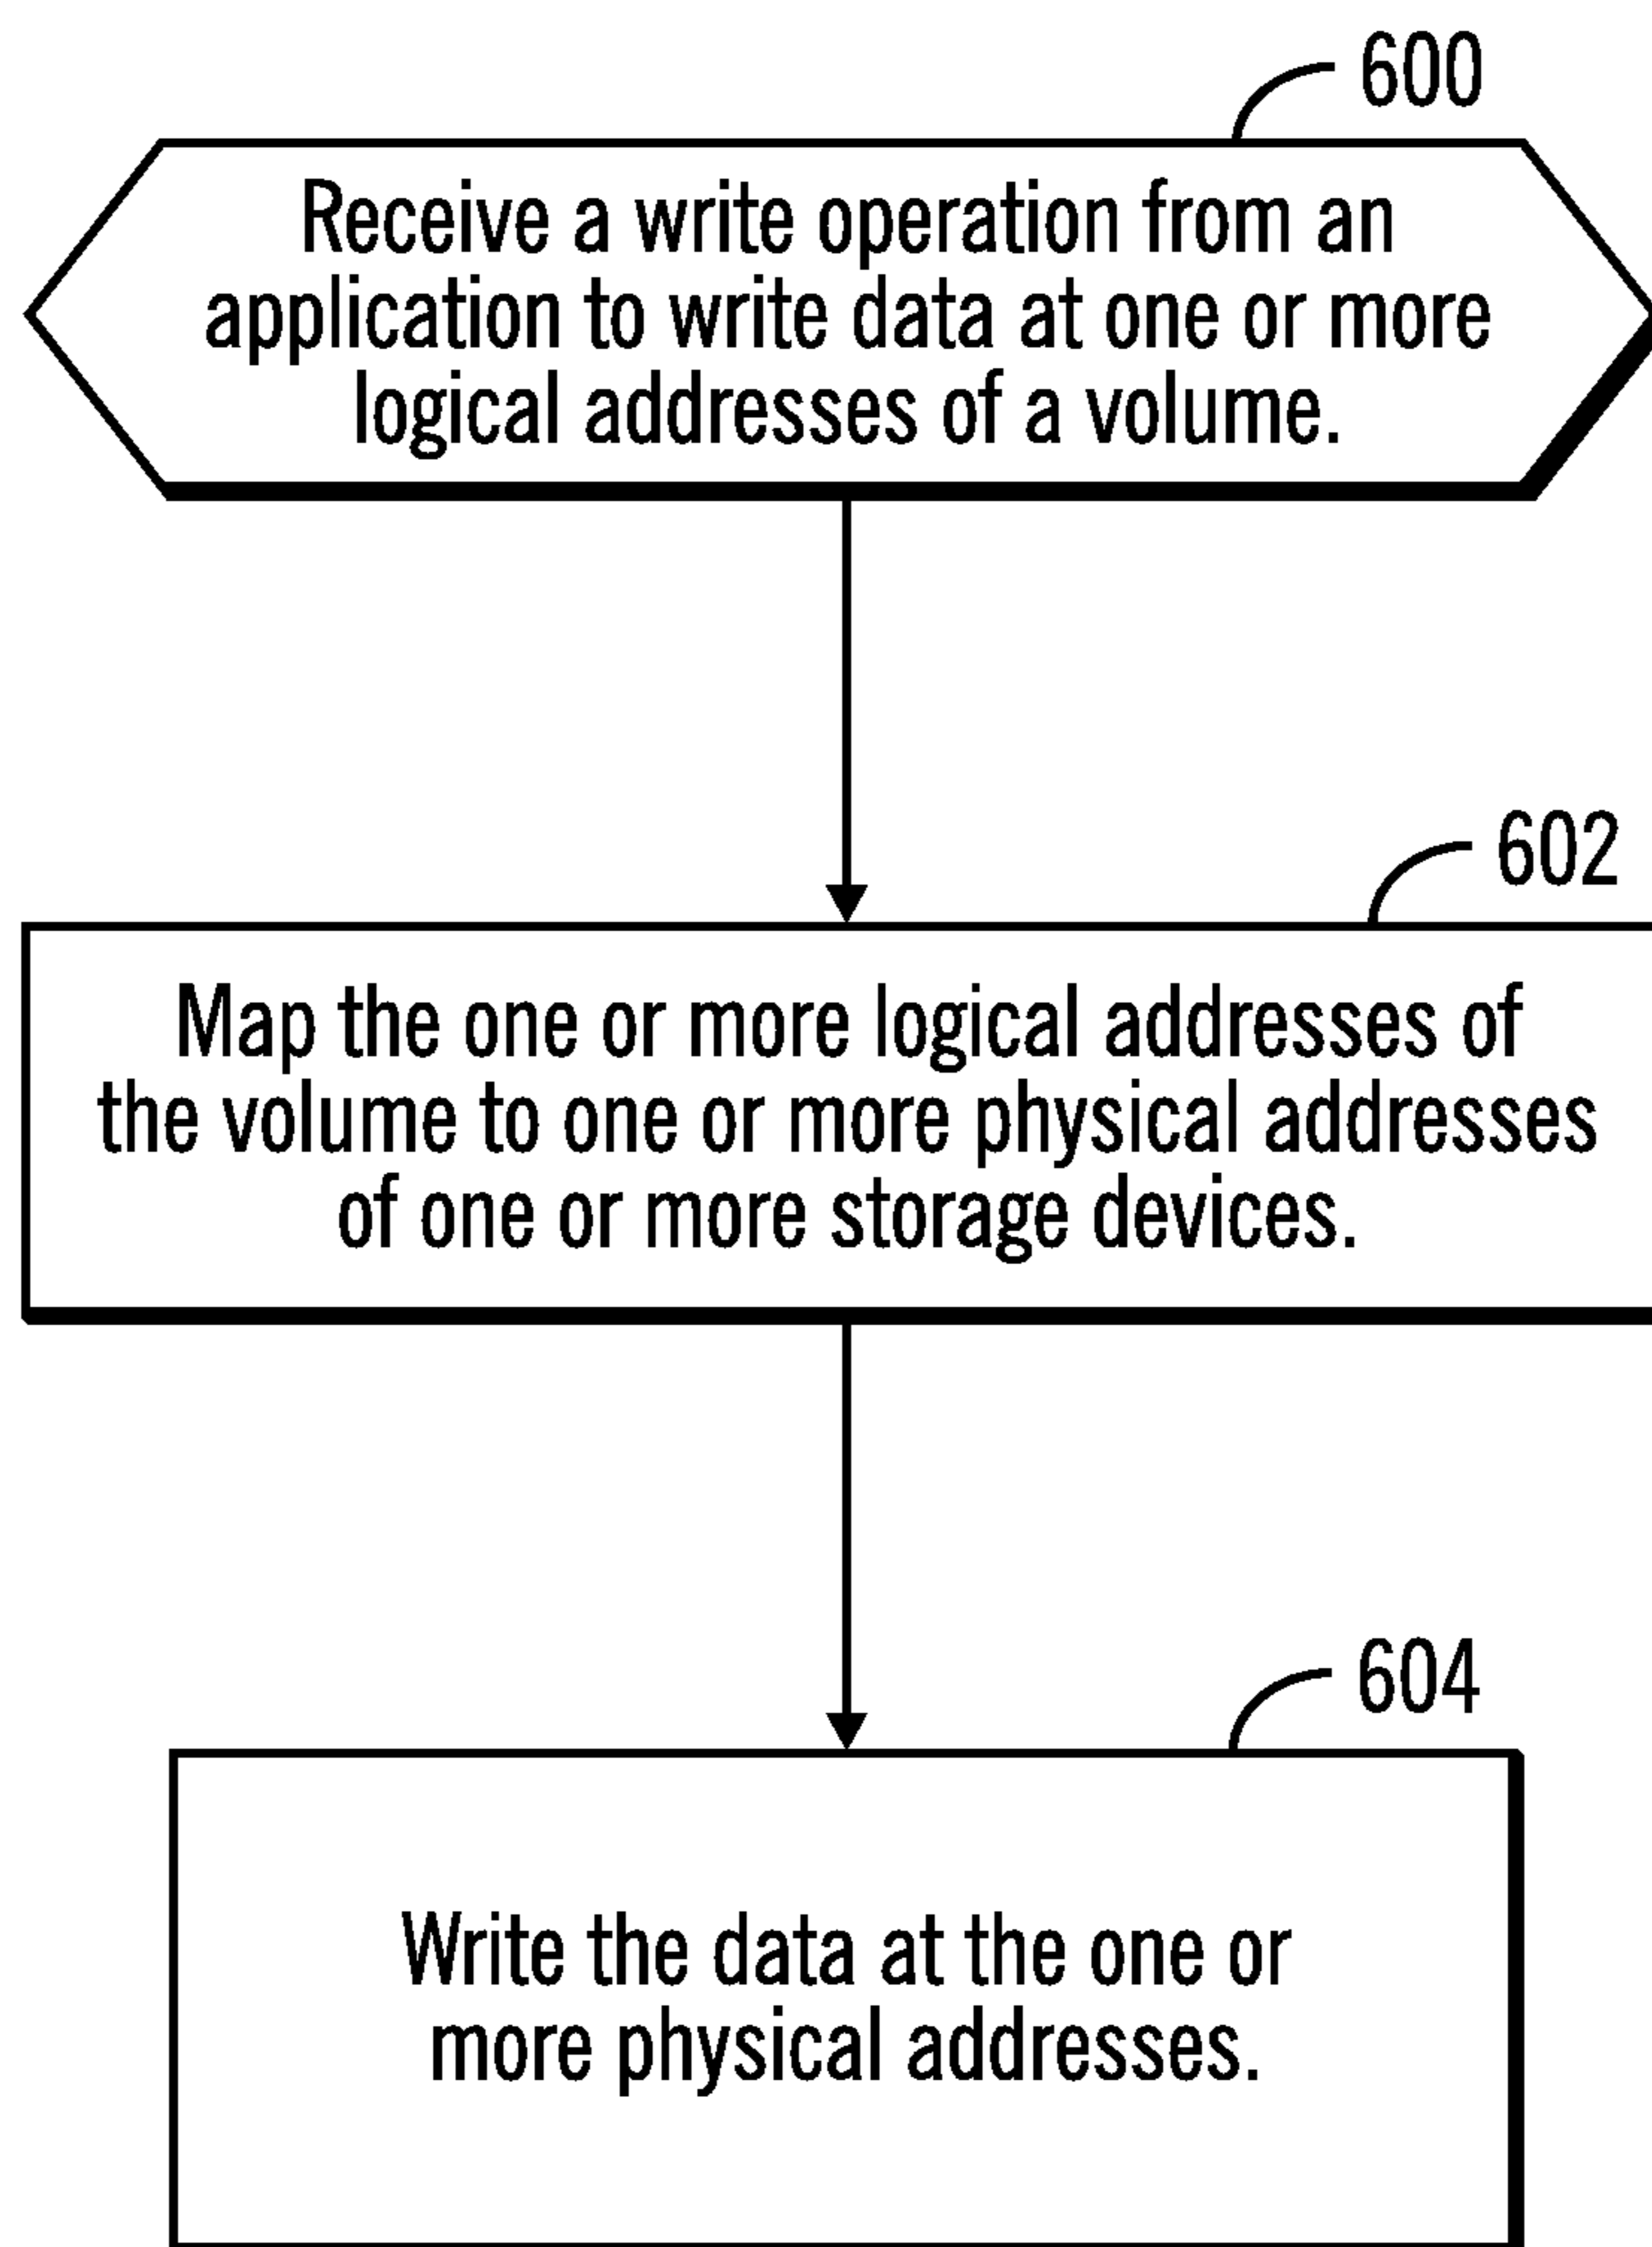 600
Receive a write operation from an
application to write data at one or more
logical addresses of a volume.
602
Map the one or more logical addresses of
the volume to one or more physical addresses
of one or more storage devices.
604
Write the data at the one or
more physical addresses.